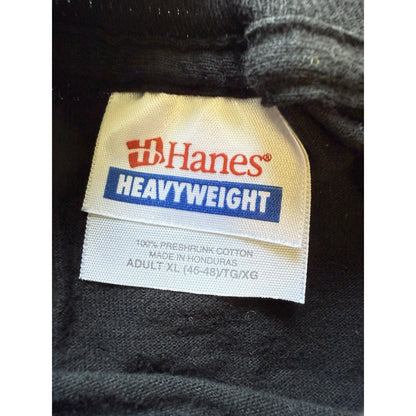 Hanes®
HEAVYWEIGHT
100% PRESHRUNK COTTON
MADE IN HONDURAS
ADULT XL (46-48)/TG/XG